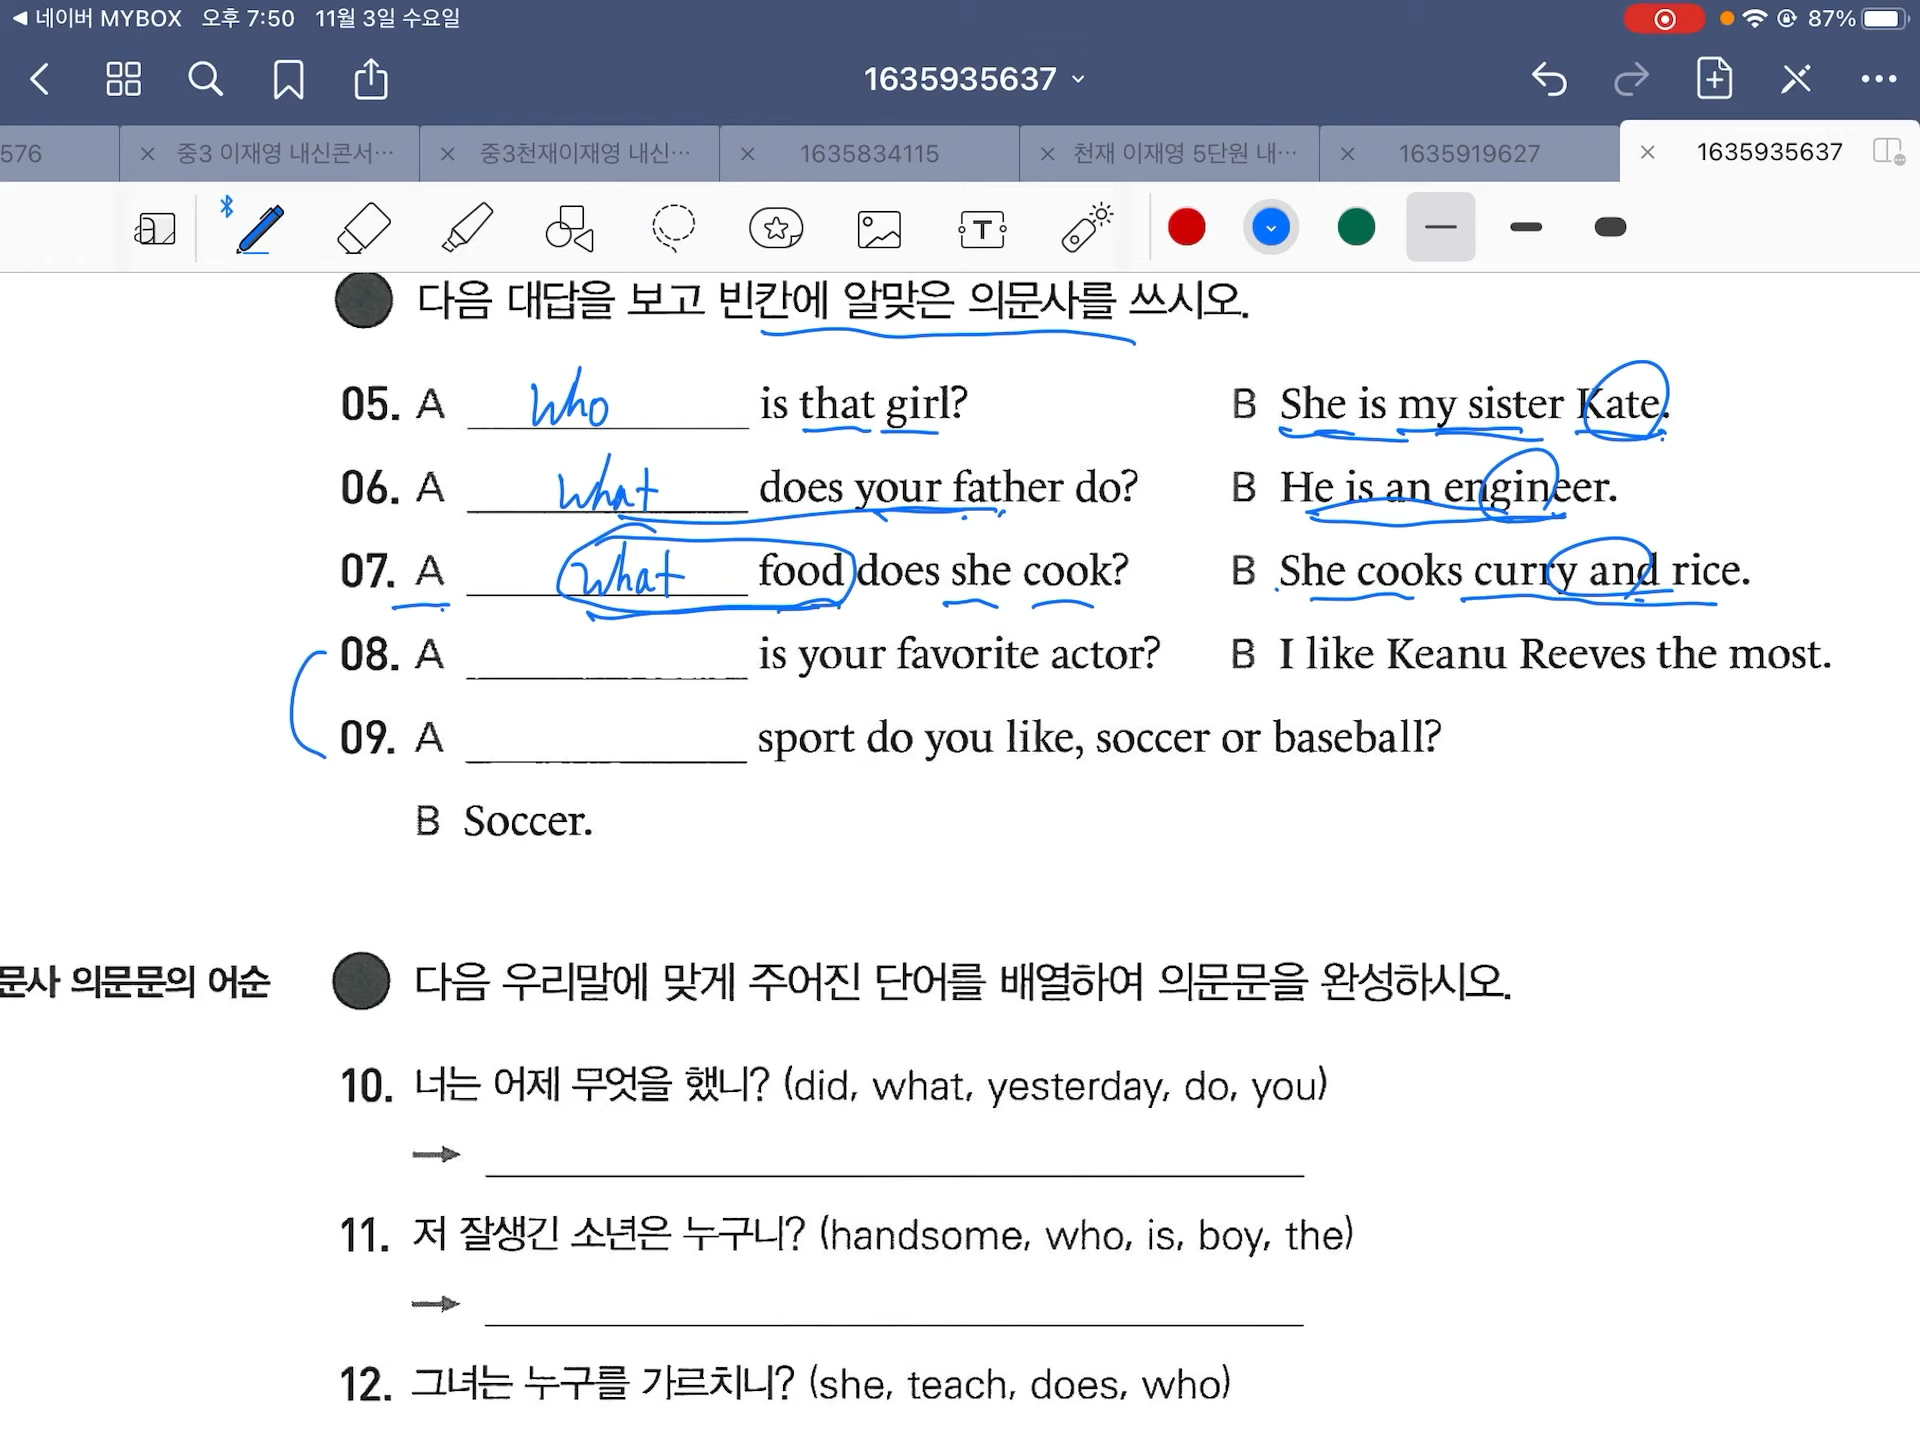 ◀ 네이버 MYBOX 오후 7:50 11월 3일 수요일 87%
1635935637
576 × 중3 이재영 내신콘서··· × 중3천재이재영 내신··· × 1635834115 × 천재 이재영 5단원 내··· × 1635919627 × 1635935637
다음 대답을 보고 빈칸에 알맞은 의문사를 쓰시오.
05. A who is that girl? B She is my sister Kate.
06. A what does your father do? B He is an engineer.
07. A what food does she cook? B She cooks curry and rice.
08. A is your favorite actor? B I like Keanu Reeves the most.
09. A sport do you like, soccer or baseball?
B Soccer.
문사 의문문의 어순 다음 우리말에 맞게 주어진 단어를 배열하여 의문문을 완성하시오.
10. 너는 어제 무엇을 했니? (did, what, yesterday, do, you)
→
11. 저 잘생긴 소년은 누구니? (handsome, who, is, boy, the)
→
12. 그녀는 누구를 가르치니? (she, teach, does, who)